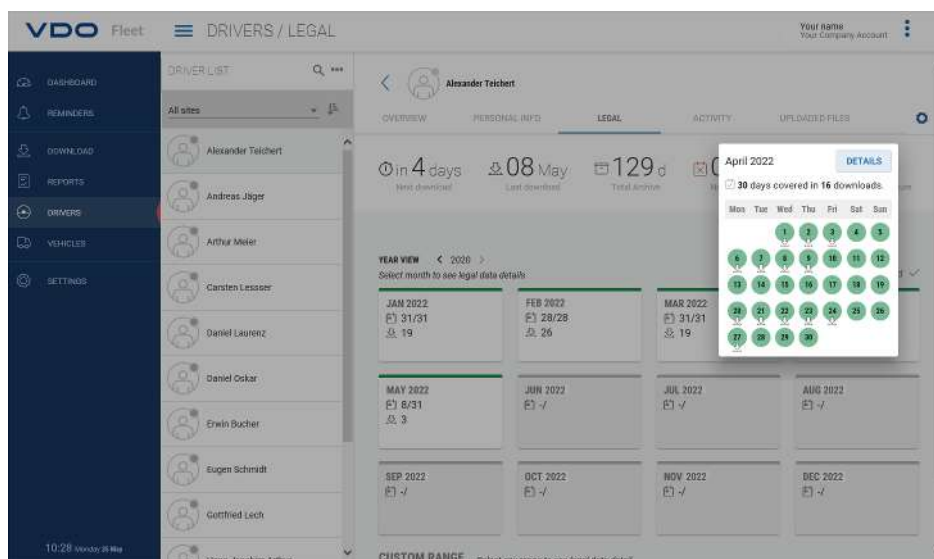 VDO Fleet
DRIVERS / LEGAL
Your name
Your Company Account
DASHBOARD
REMINDERS
DOWNLOAD
REPORTS
DRIVERS
VEHICLES
SETTINGS
10:28 Monday
DRIVER LIST
All sites
Alexander Teichert
Andreas Jäger
Arthur Meier
Carsten Lessser
Daniel Laurenz
Daniel Oskar
Erwin Bucher
Eugen Schmidt
Gottfried Lech
Alexander Teichert
OVERVIEW PERSONAL INFO LEGAL ACTIVITY UPLOADED FILES
in 4 days
Next download
08 May
Last download
129 d
Total Archive
YEAR VIEW < 2020 >
Select month to see legal data details
JAN 2022
31/31
19
FEB 2022
28/28
26
MAR 2022
31/31
19
MAY 2022
8/31
3
JUN 2022
-/
JUL 2022
-/
AUG 2022
-/
SEP 2022
-/
OCT 2022
-/
NOV 2022
-/
DEC 2022
-/
CUSTOM RANGE
April 2022 DETAILS
30 days covered in 16 downloads.
Mon Tue Wed Thu Fri Sat Sun
1 2 3 4 5
6 7 8 9 10 11 12
13 14 15 16 17 18 19
20 21 22 23 24 25 26
27 28 29 30